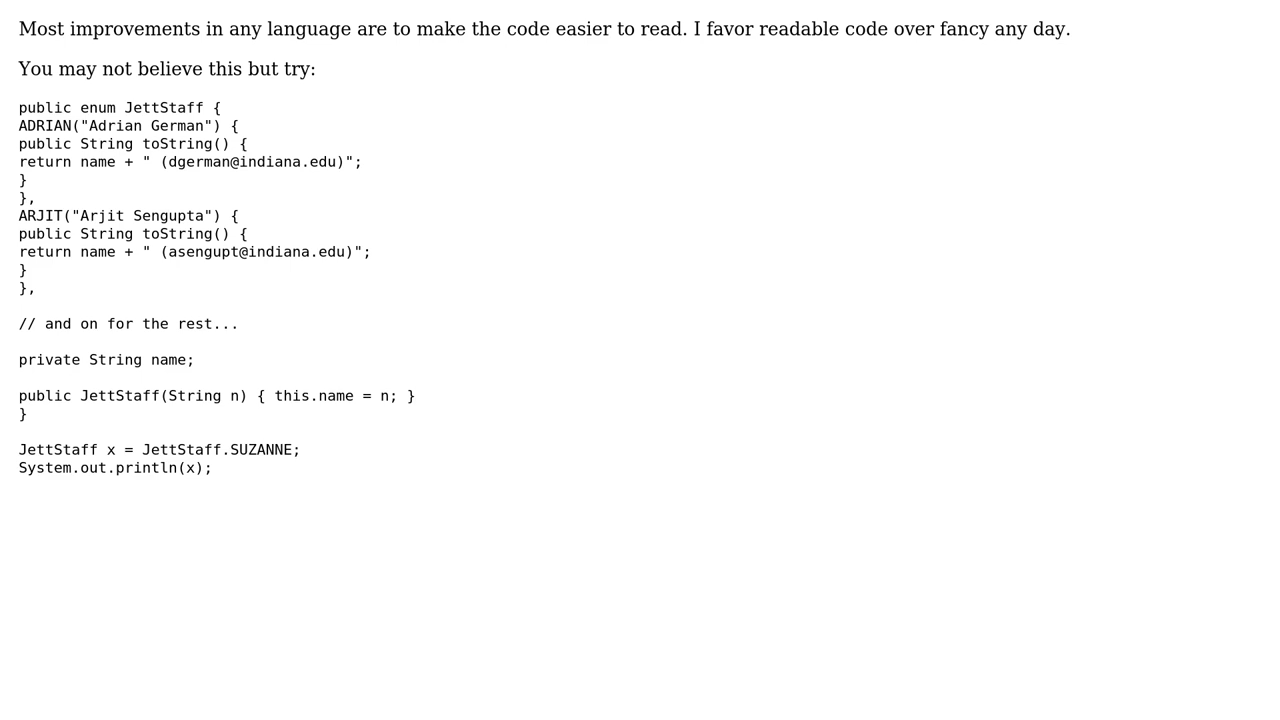 Most improvements in any language are to make the code easier to read. I favor readable code over fancy any day.
You may not believe this but try:
public enum JettStaff {
ADRIAN("Adrian German") {
public String toString() {
return name + " (dgerman@indiana.edu)";
}
},
ARJIT("Arjit Sengupta") {
public String toString() {
return name + " (asengupt@indiana.edu)";
}
},
// and on for the rest...
private String name;
public JettStaff(String n) { this.name = n; }
}
JettStaff x = JettStaff.SUZANNE;
System.out.println(x);